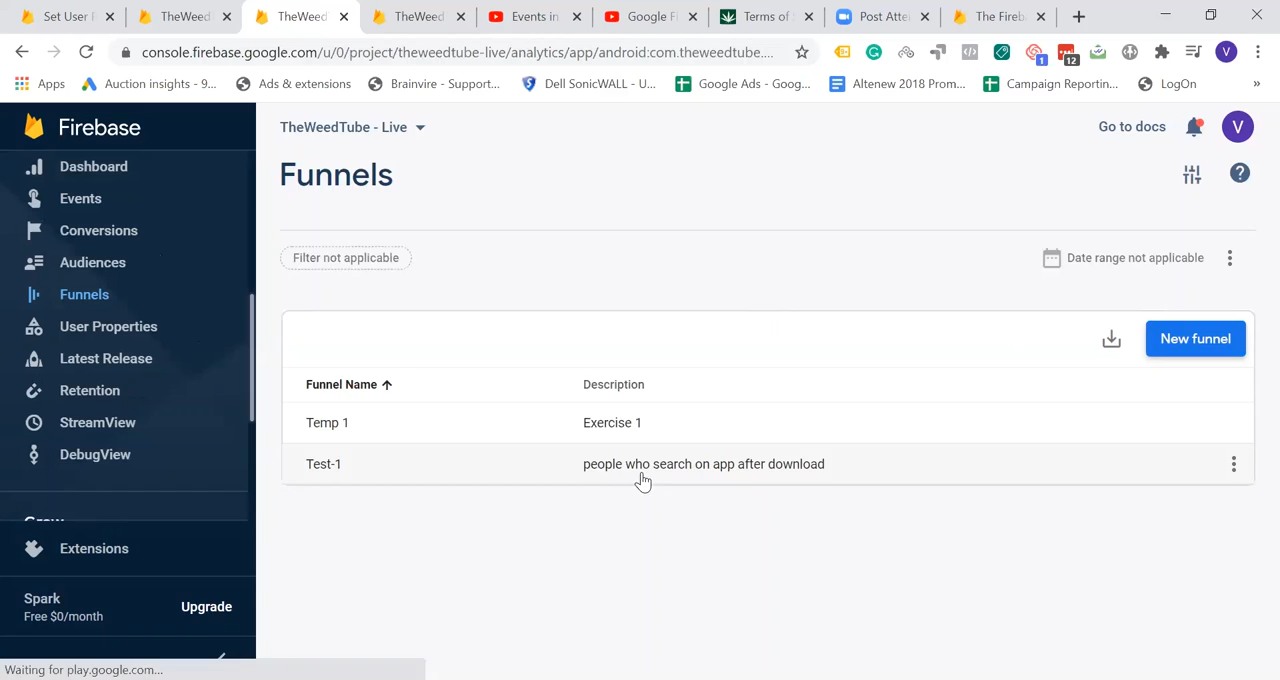 Set User P
TheWeed
TheWeed
TheWeed
Events in
Google F
Terms of
Post Atte
The Fireb
console.firebase.google.com/u/0/project/theweedtube-live/analytics/app/android:com.theweedtube....
1
12
Apps
Auction insights - 9...
Ads & extensions
Brainvire - Support...
Dell SonicWALL - U...
Google Ads - Goog...
Altenew 2018 Prom...
Campaign Reportin...
LogOn
»
Firebase
TheWeedTube - Live
Go to docs
V
Dashboard
Funnels
Events
Conversions
Filter not applicable
Date range not applicable
Audiences
Funnels
User Properties
New funnel
Latest Release
Funnel Name
Description
Retention
Temp 1
Exercise 1
StreamView
DebugView
Test-1
people who search on app after download
Grow
Extensions
Spark
Free $0/month
Upgrade
Waiting for play.google.com...